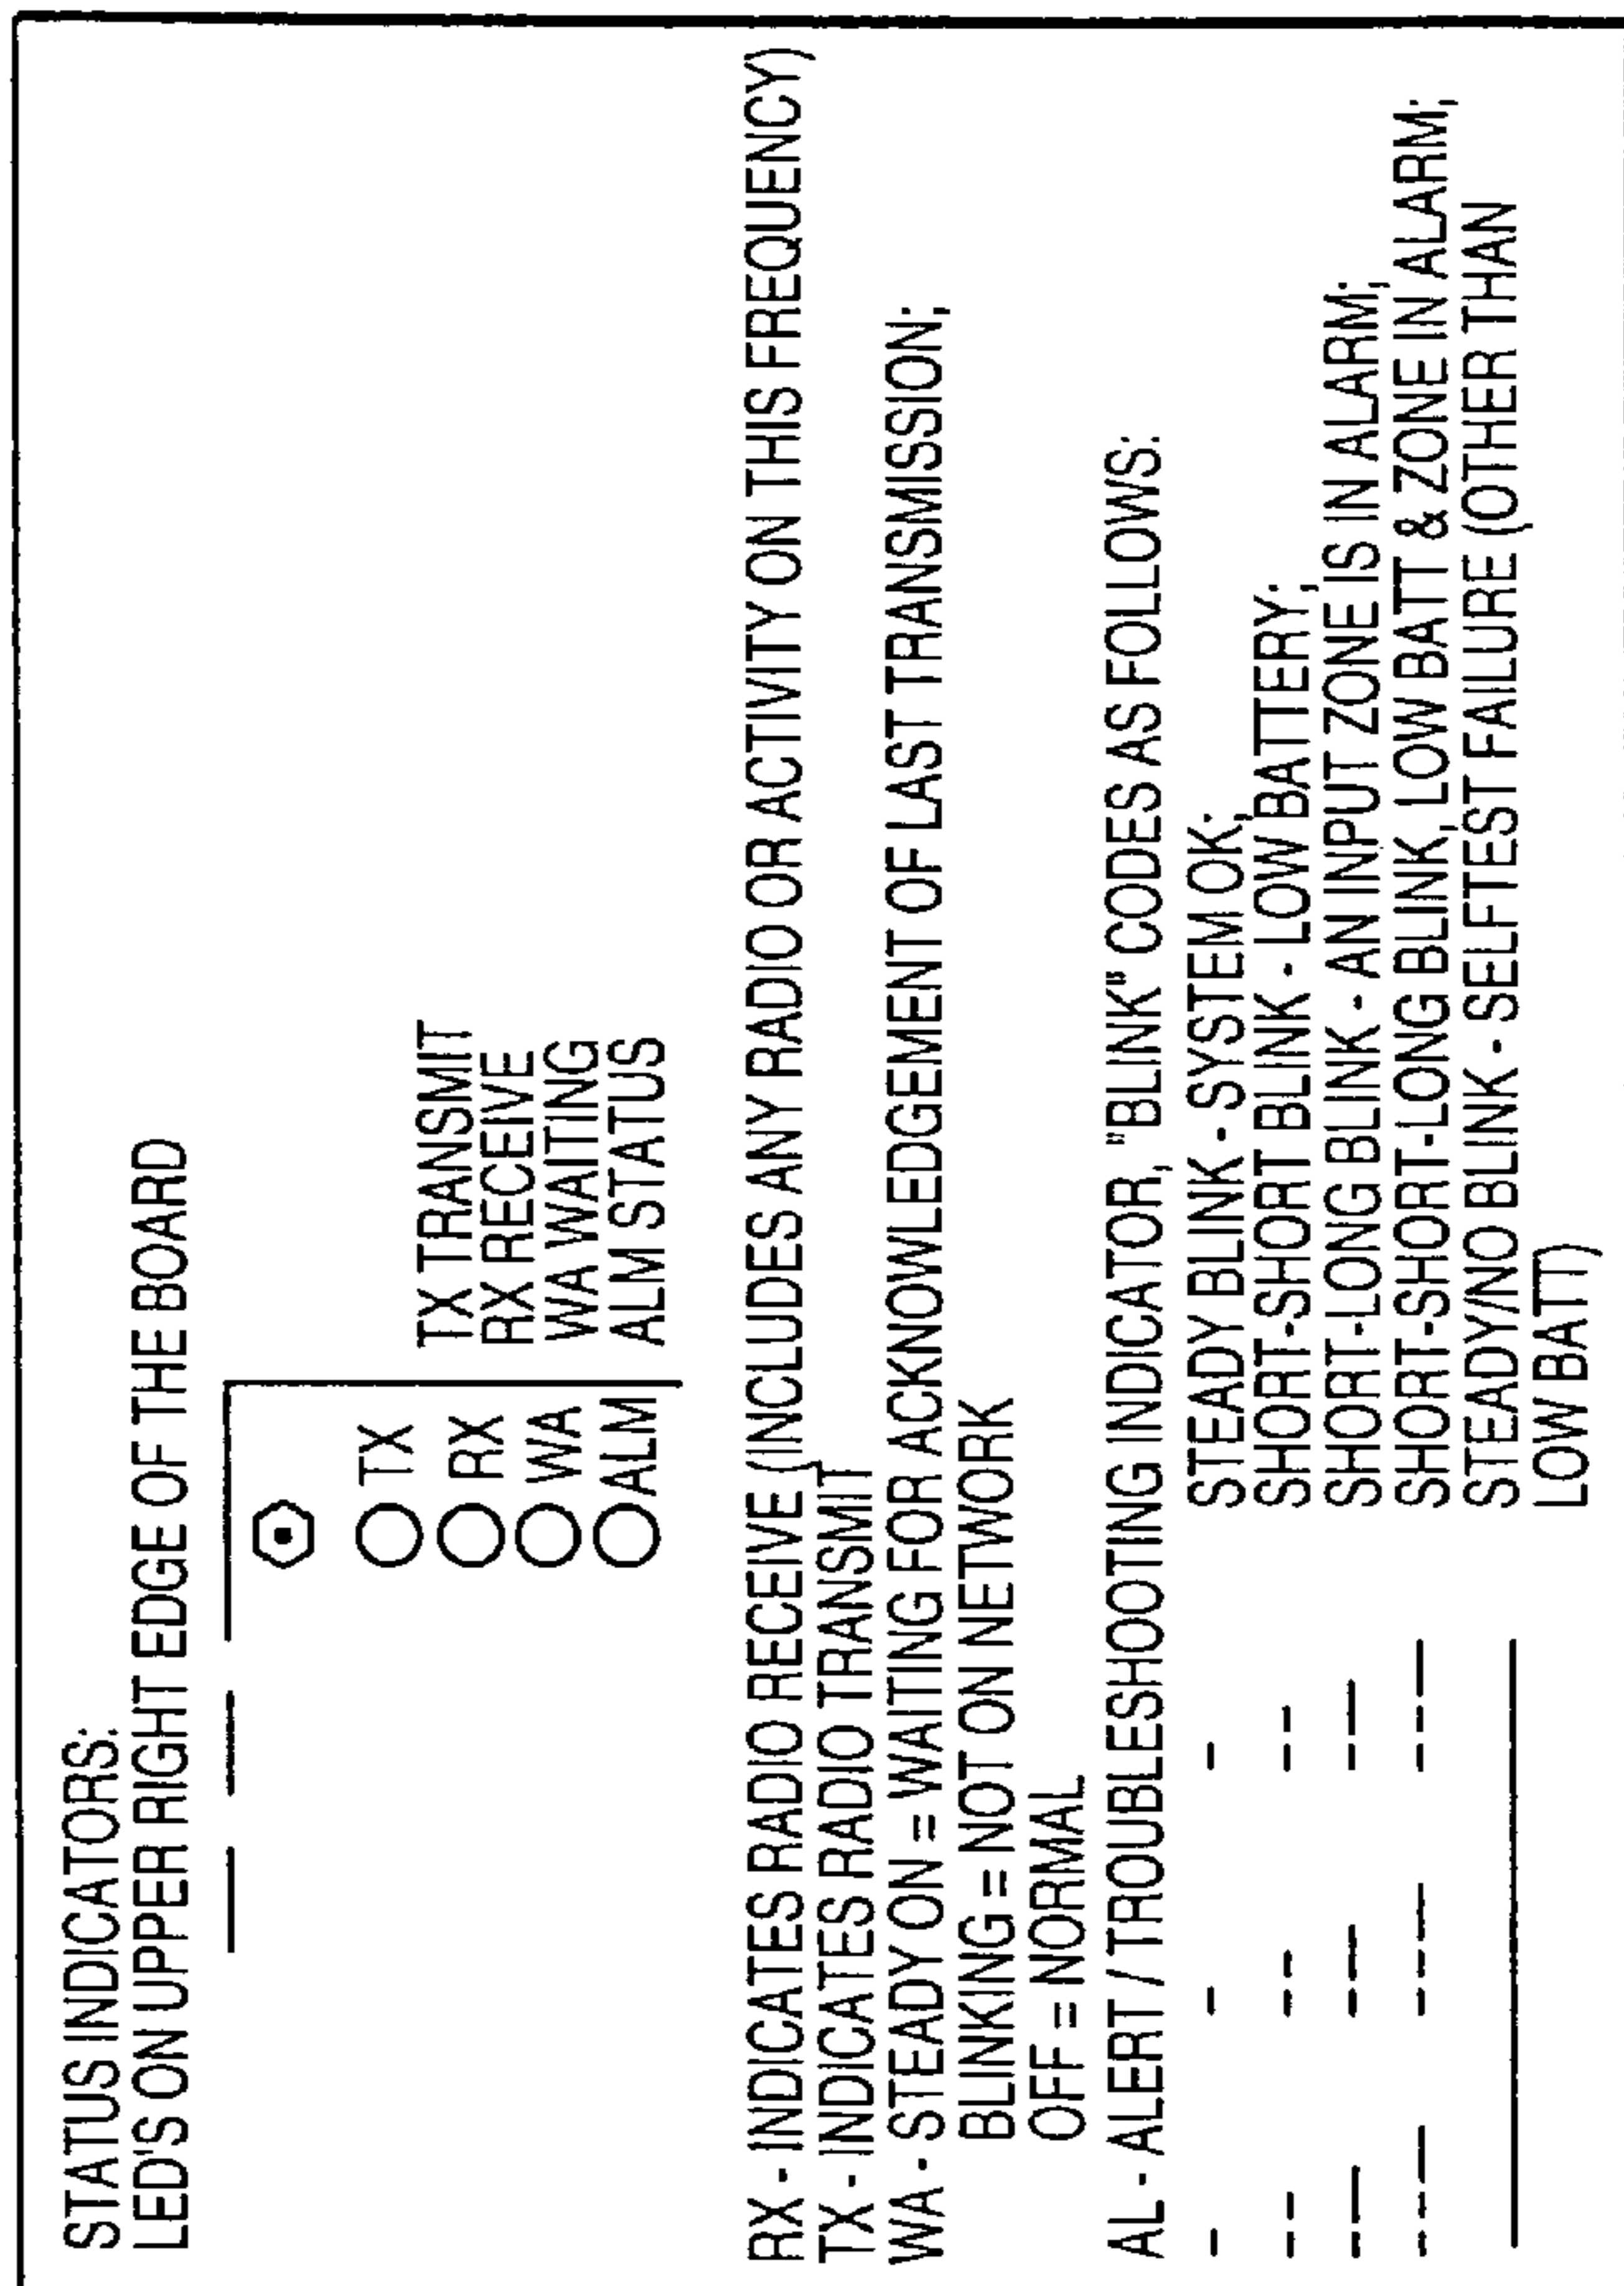 STATUS INDICATORS:
LED'S ON UPPER RIGHT EDGE OF THE BOARD
TX
RX
WA
ALM
TX TRANSMIT
RX RECEIVE
WA WAITING
ALM STATUS
RX - INDICATES RADIO RECEIVE (INCLUDES ANY RADIO OR ACTIVITY ON THIS FREQUENCY)
TX - INDICATES RADIO TRANSMIT
WA - STEADY ON = WAITING FOR ACKNOWLEDGEMENT OF LAST TRANSMISSION;
BLINKING = NOT ON NETWORK
OFF = NORMAL
AL - ALERT / TROUBLESHOOTING INDICATOR, "BLINK" CODES AS FOLLOWS:
STEADY BLINK - SYSTEM OK;
SHORT-SHORT BLINK - LOW BATTERY;
SHORT-LONG BLINK - AN INPUT ZONE IS IN ALARM;
SHORT-SHORT-LONG BLINK, LOW BATT & ZONE IN ALARM;
STEADY/NO BLINK - SELFTEST FAILURE (OTHER THAN
LOW BATT)